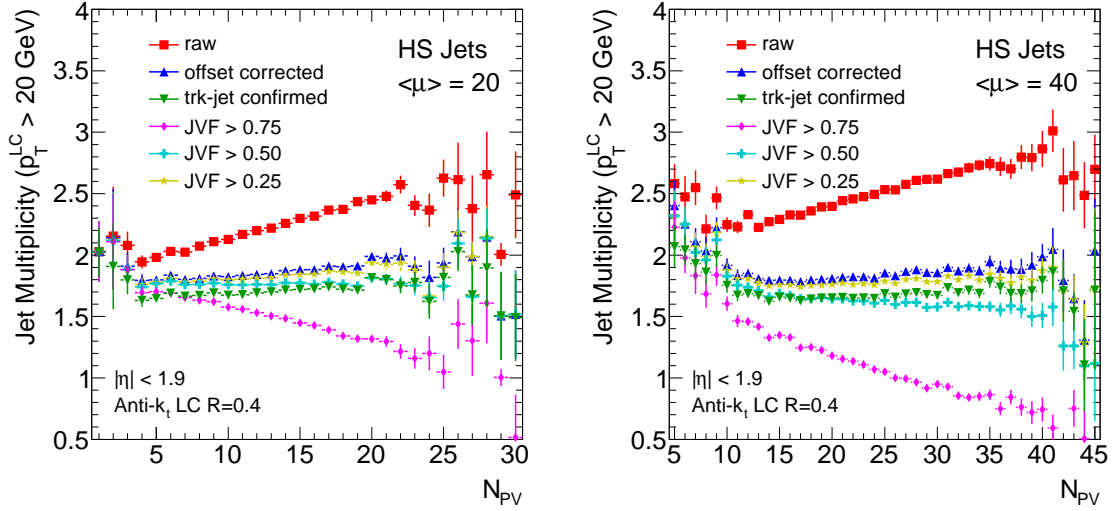 Jet Multiplicity (p_T^LC > 20 GeV)
4
3.5
3
2.5
2
1.5
1
0.5
raw
offset corrected
trk-jet confirmed
JVF > 0.75
JVF > 0.50
JVF > 0.25
HS Jets
<μ> = 20
|η| < 1.9
Anti-k_t LC R=0.4
5 10 15 20 25 30
N_PV
Jet Multiplicity (p_T^LC > 20 GeV)
4
3.5
3
2.5
2
1.5
1
0.5
raw
offset corrected
trk-jet confirmed
JVF > 0.75
JVF > 0.50
JVF > 0.25
HS Jets
<μ> = 40
|η| < 1.9
Anti-k_t LC R=0.4
5 10 15 20 25 30 35 40 45
N_PV